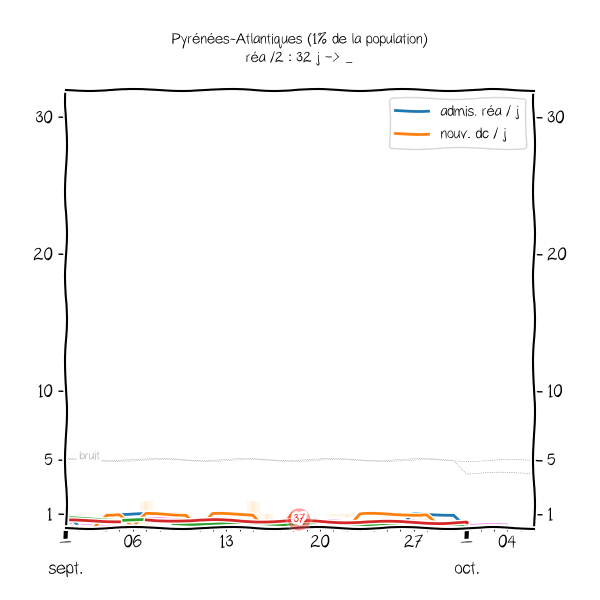 Pyrénées-Atlantiques (1% de la population)
réa /2 : 32 j -> _
admis. réa / j
nouv. dc / j
30
30
20
20
10
10
5
bruit
5
1
37
1
06
13
20
27
04
sept.
oct.